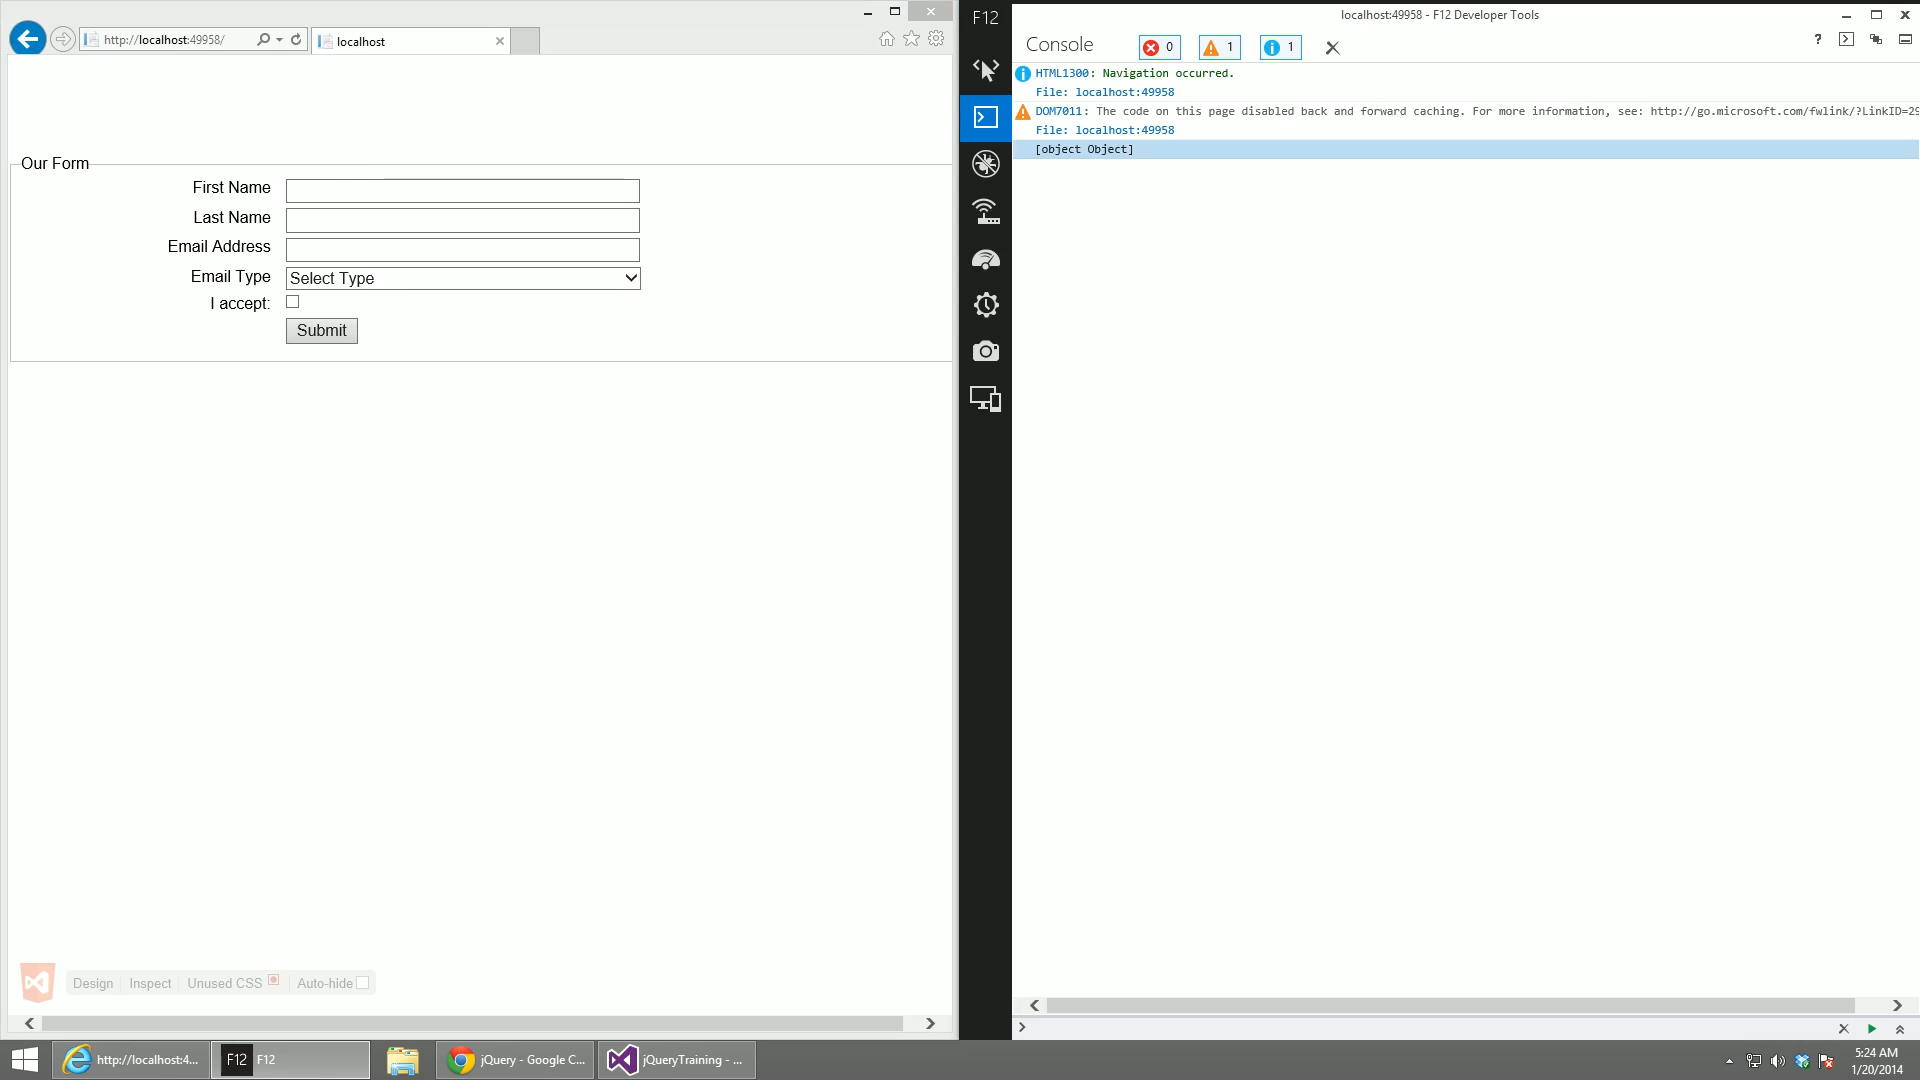 http://localhost:49958/
localhost
Our Form
First Name
Last Name
Email Address
Email Type
Select Type
I accept:
Submit
Design
Inspect
Unused CSS
Auto-hide
F12
localhost:49958 - F12 Developer Tools
Console
0
1
1
?
HTML1300: Navigation occurred.
File: localhost:49958
DOM7011: The code on this page disabled back and forward caching. For more information, see: http://go.microsoft.com/fwlink/?LinkID=29
File: localhost:49958
[object Object]
http://localhost:4...
F12
F12
jQuery - Google C...
jQueryTraining - ...
5:24 AM
1/20/2014